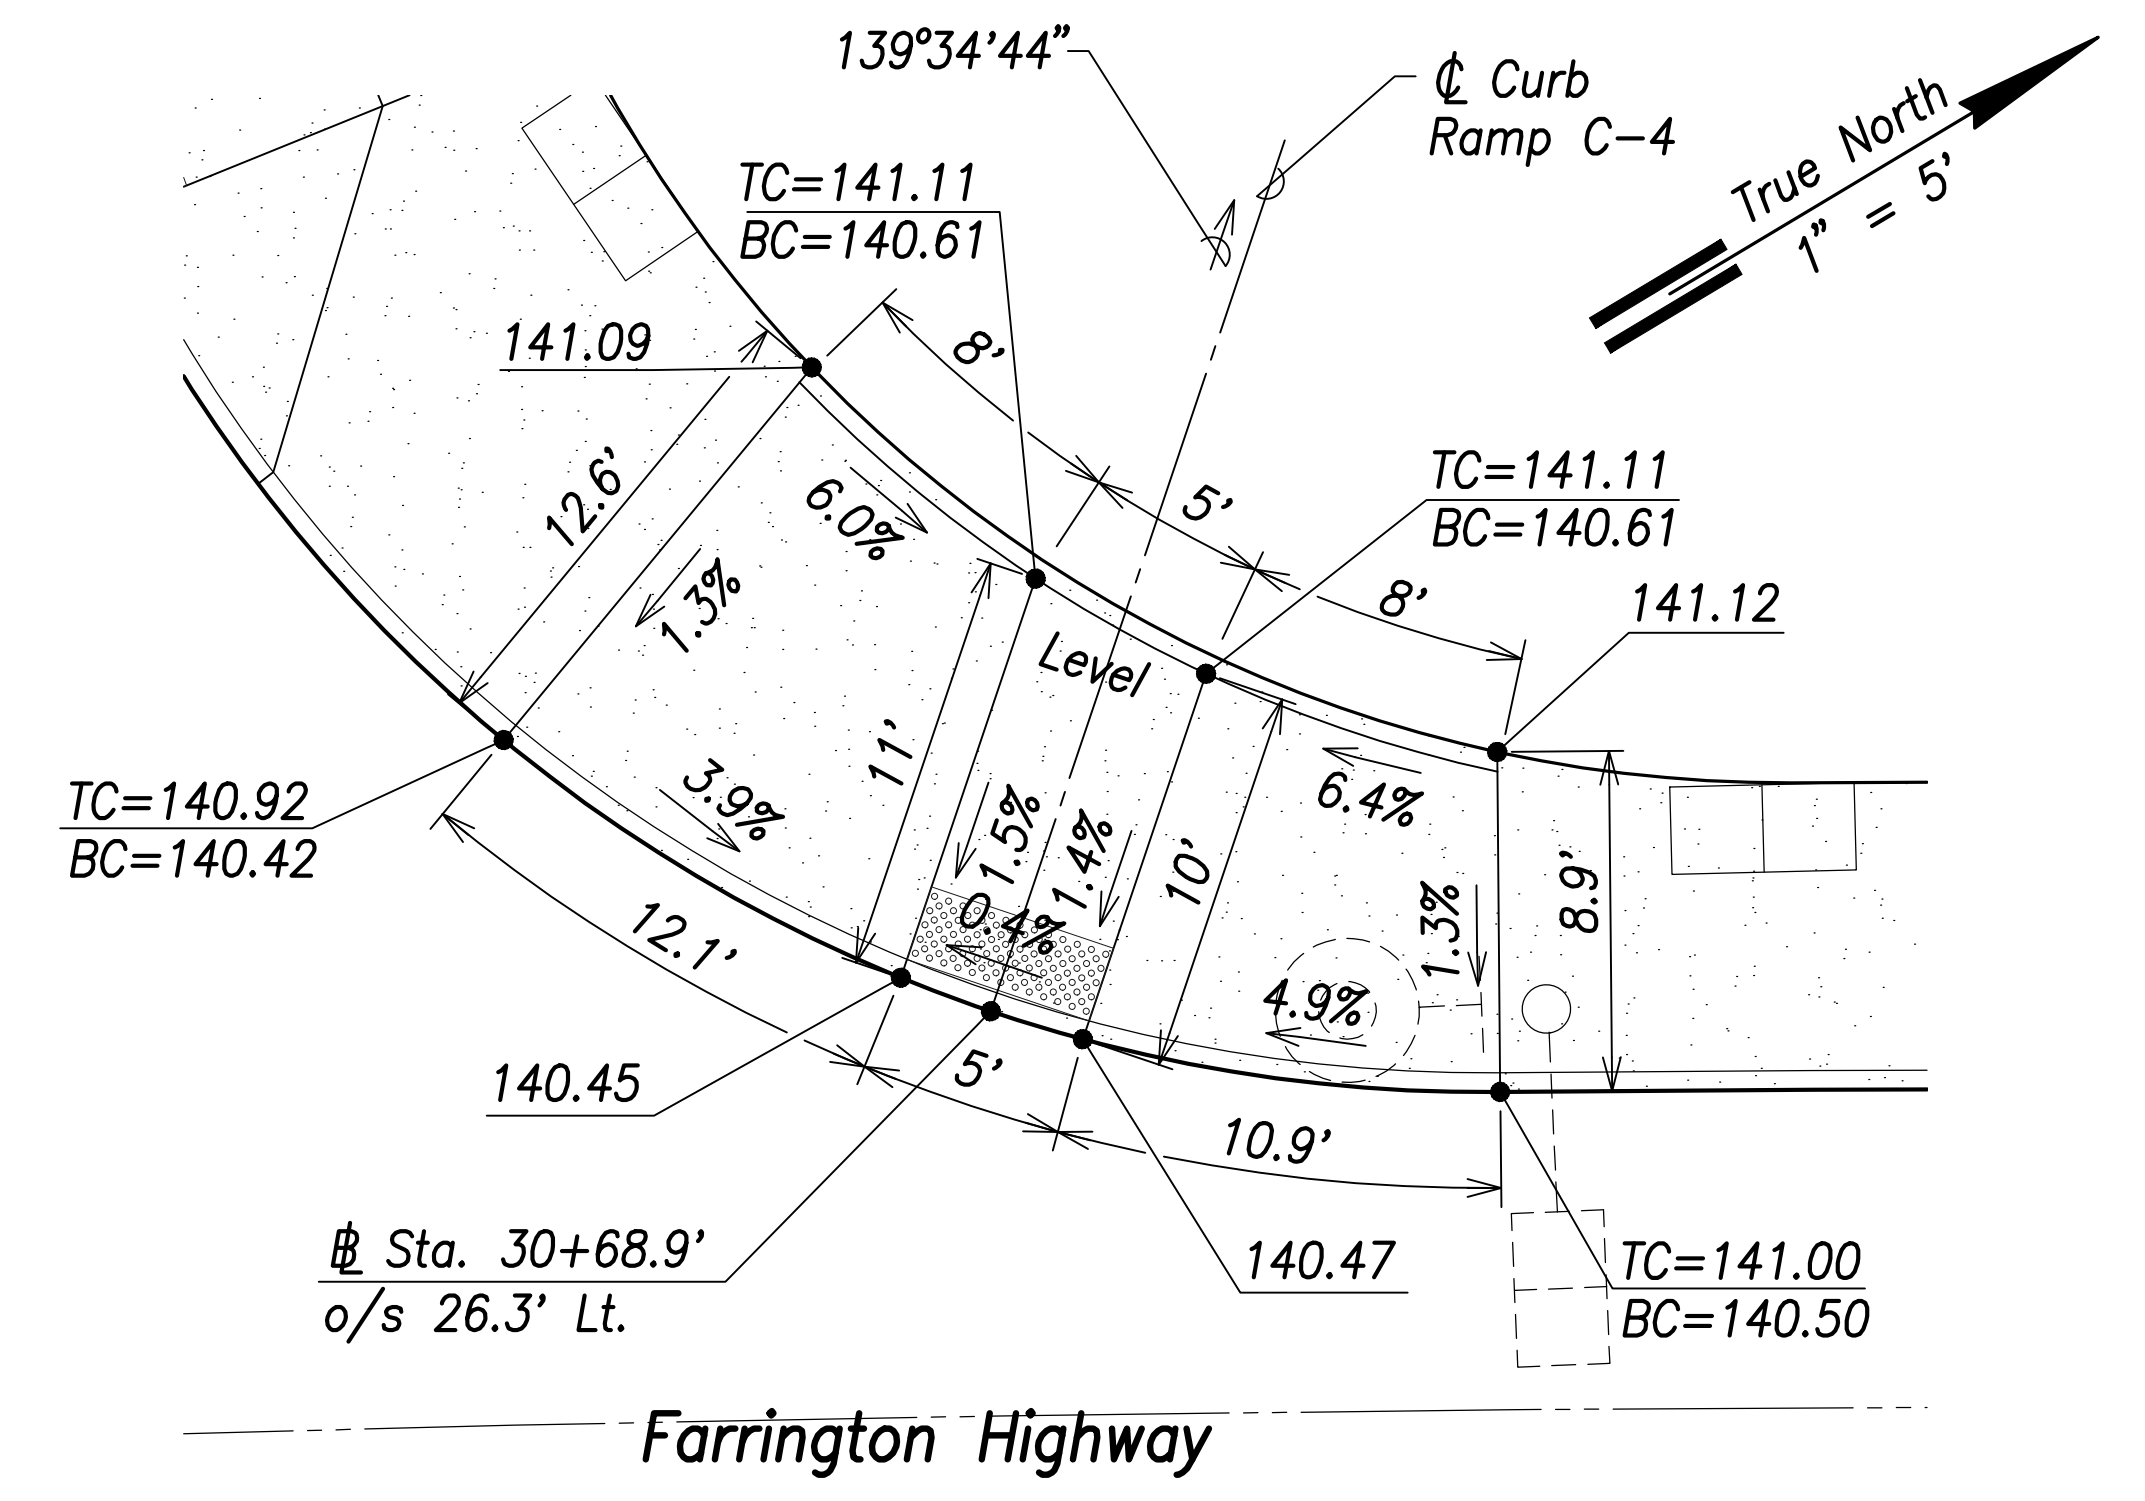 139°34'44"
℄ Curb
Ramp C-4
True North
1" = 5'
TC=141.11
BC=140.61
141.09
8'
5'
8'
TC=141.11
BC=140.61
141.12
12.6'
6.0%
1.3%
Level
11'
3.9%
1.5%
1.4%
0.4%
10'
6.4%
1.3%
8.9'
4.9%
TC=140.92
BC=140.42
12.1'
140.45
5'
10.9'
B̵L Sta. 30+68.9'
o/s 26.3' Lt.
140.47
TC=141.00
BC=140.50
Farrington Highway